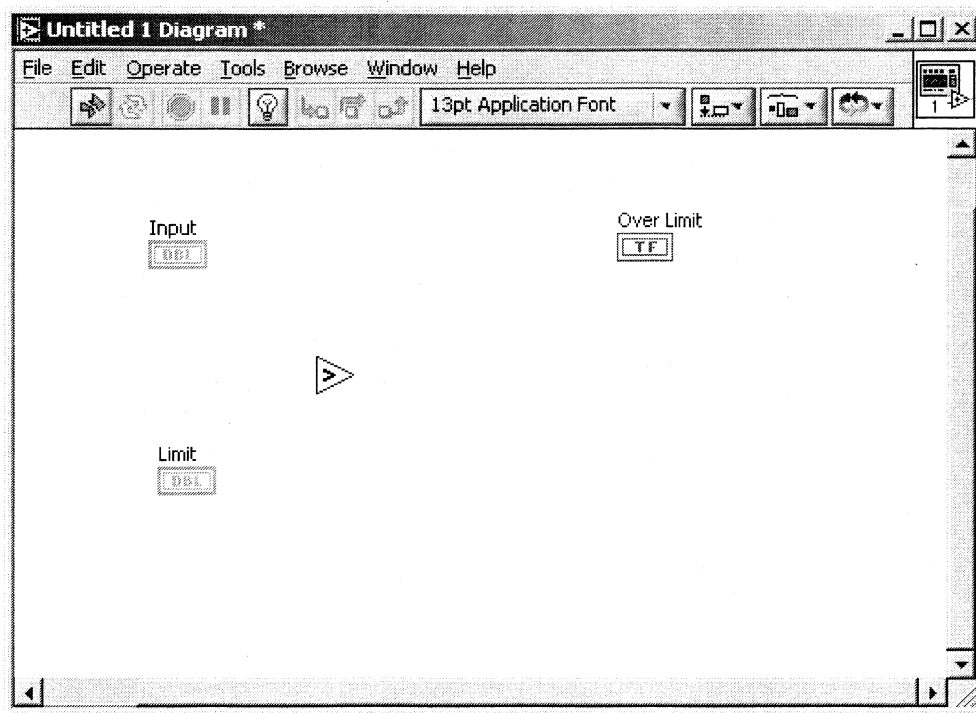 Untitled 1 Diagram *
File Edit Operate Tools Browse Window Help
13pt Application Font
1
Input
DBL
Over Limit
TF
>
Limit
DBL